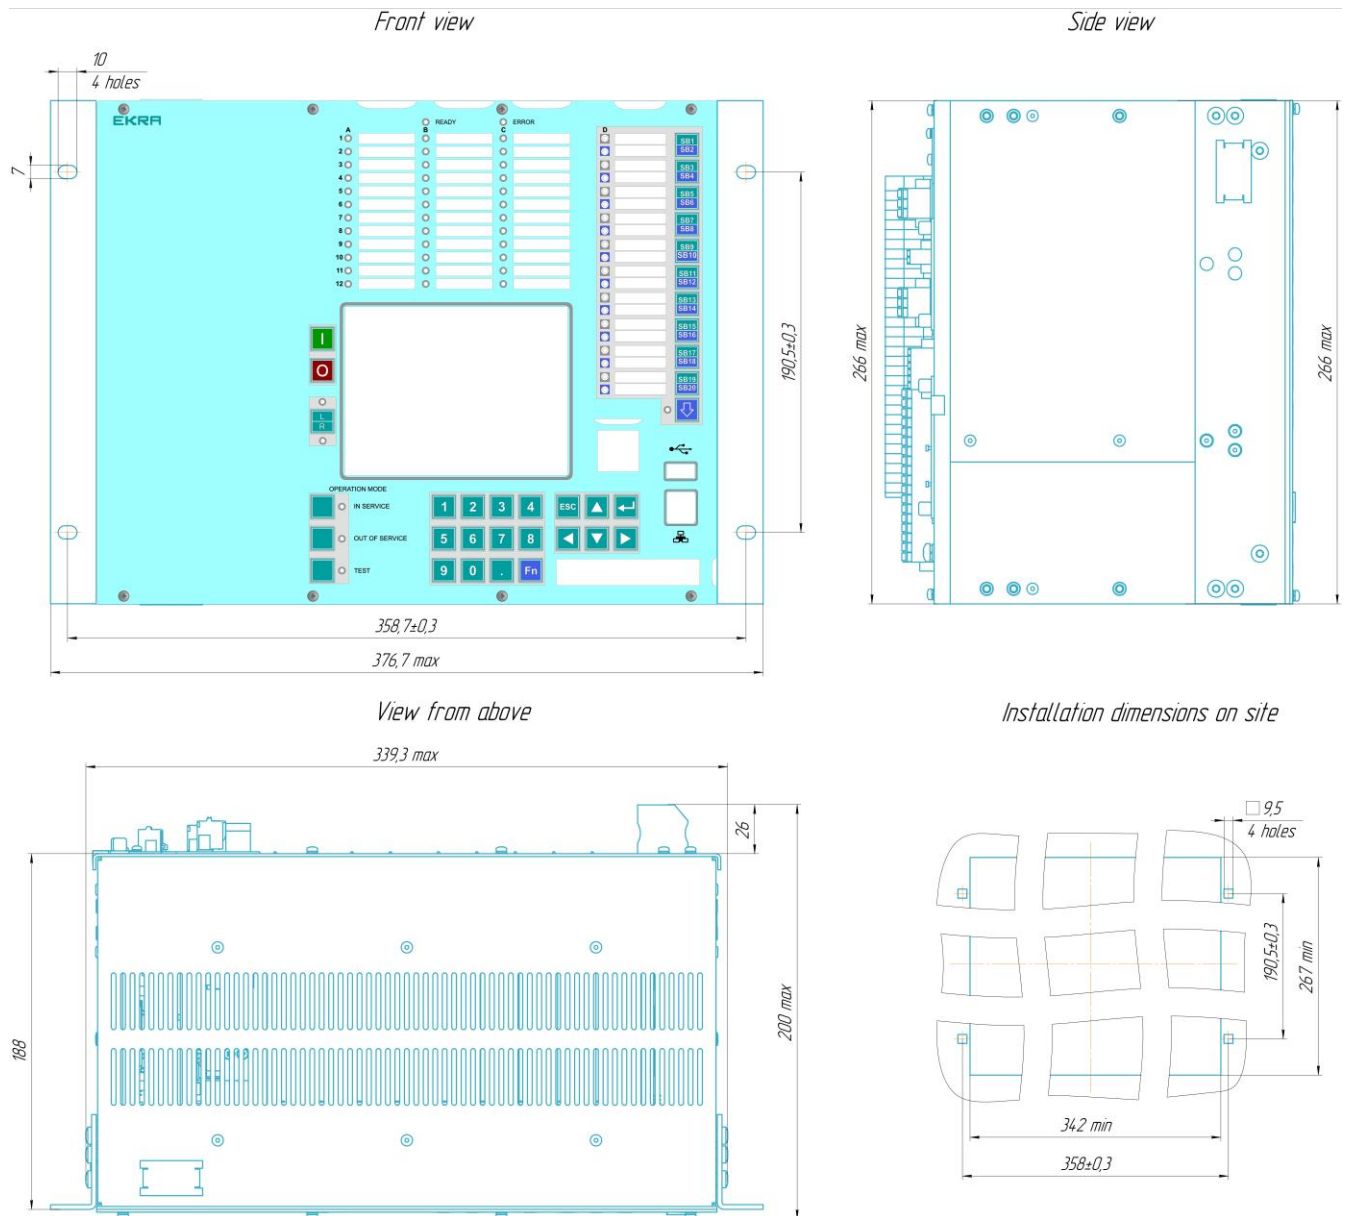 Front view
Side view
10
4 holes
7
EKRA
READY
ERROR
A
B
C
D
1
2
3
4
5
6
7
8
9
10
11
12
SB1
SB2
SB3
SB4
SB5
SB6
SB7
SB8
SB9
SB10
SB11
SB12
SB13
SB14
SB15
SB16
SB17
SB18
SB19
SB20
I
O
L
R
OPERATION MODE
IN SERVICE
OUT OF SERVICE
TEST
1 2 3 4
5 6 7 8
9 0 . Fn
ESC
190,5±0,3
358,7±0,3
376,7 max
266 max
266 max
View from above
339,3 max
26
188
200 max
Installation dimensions on site
□ 9,5
4 holes
190,5±0,3
267 min
342 min
358±0,3